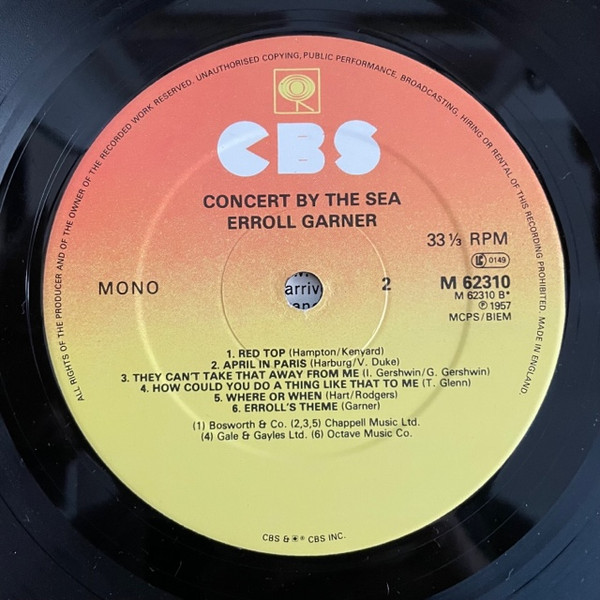 ALL RIGHTS OF THE PRODUCER AND OF THE OWNER OF THE RECORDED WORK RESERVED. UNAUTHORISED COPYING, PUBLIC PERFORMANCE, BROADCASTING, HIRING OR RENTAL OF THIS RECORDING PROHIBITED. MADE IN ENGLAND.
CBS
CONCERT BY THE SEA
ERROLL GARNER
33 ⅓ RPM
LC 0149
MONO
arriv
2
M 62310
M 62310 B*
℗ 1957
MCPS/BIEM
1. RED TOP (Hampton/Kenyard)
2. APRIL IN PARIS (Harburg/V. Duke)
3. THEY CAN'T TAKE THAT AWAY FROM ME (I. Gershwin/G. Gershwin)
4. HOW COULD YOU DO A THING LIKE THAT TO ME (T. Glenn)
5. WHERE OR WHEN (Hart/Rodgers)
6. ERROLL'S THEME (Garner)
(1) Bosworth & Co. (2,3,5) Chappell Music Ltd.
(4) Gale & Gayles Ltd. (6) Octave Music Co.
CBS & ® CBS INC.